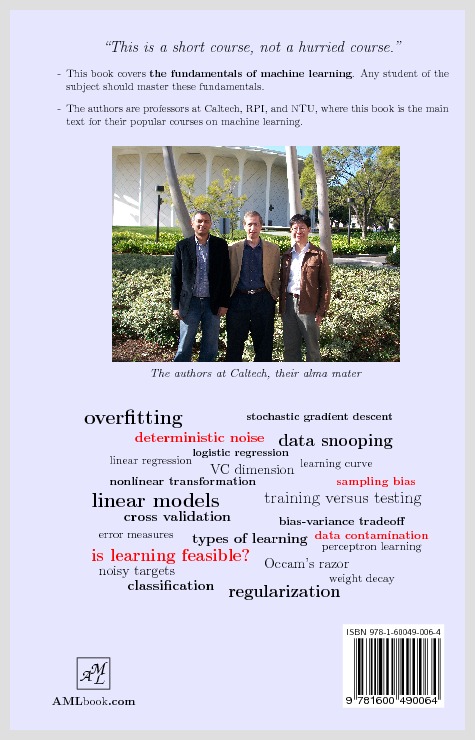 “This is a short course, not a hurried course.”
- This book covers the fundamentals of machine learning. Any student of the
subject should master these fundamentals.
- The authors are professors at Caltech, RPI, and NTU, where this book is the main
text for their popular courses on machine learning.
The authors at Caltech, their alma mater
overfitting stochastic gradient descent
deterministic noise data snooping
logistic regression
linear regression VC dimension learning curve
nonlinear transformation sampling bias
linear models training versus testing
cross validation bias-variance tradeoff
error measures types of learning data contamination
perceptron learning
is learning feasible? Occam's razor
noisy targets weight decay
classification regularization
ISBN 978-1-60049-006-4
AML
AMLbook.com
9 781600 490064